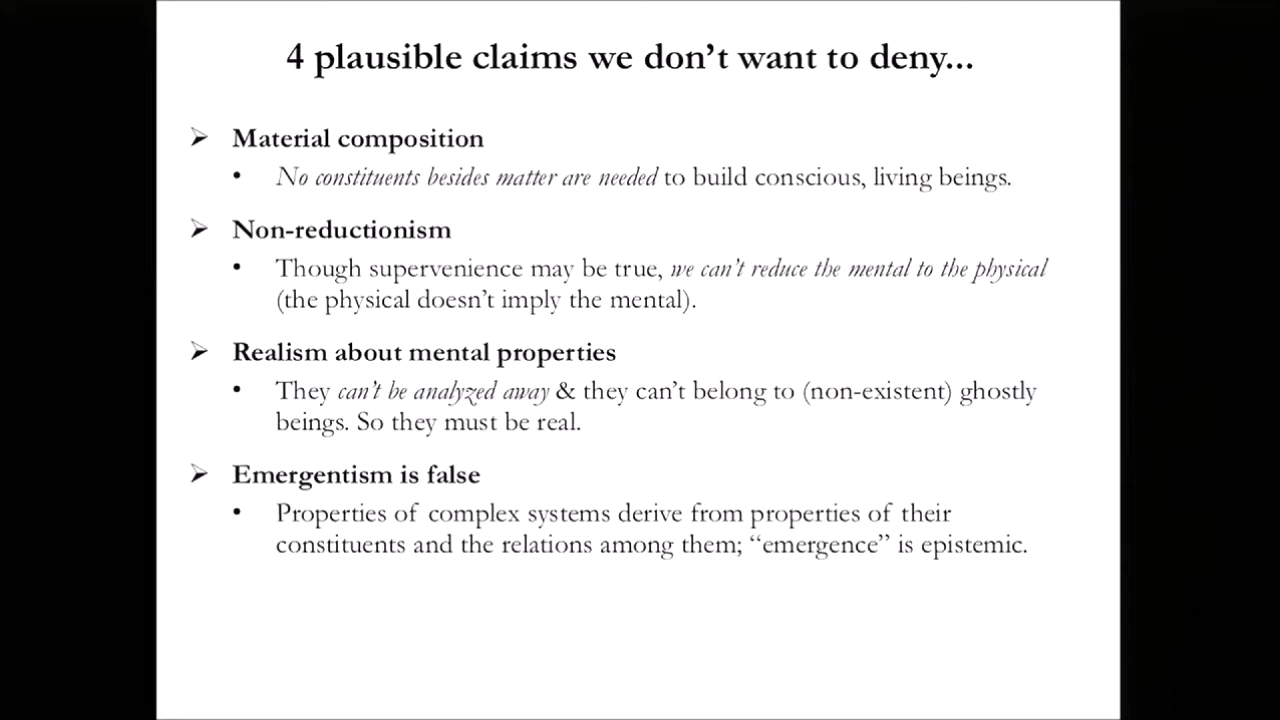 4 plausible claims we don’t want to deny...
➢ Material composition
• No constituents besides matter are needed to build conscious, living beings.
➢ Non-reductionism
• Though supervenience may be true, we can’t reduce the mental to the physical
(the physical doesn’t imply the mental).
➢ Realism about mental properties
• They can’t be analyzed away & they can’t belong to (non-existent) ghostly
beings. So they must be real.
➢ Emergentism is false
• Properties of complex systems derive from properties of their
constituents and the relations among them; “emergence” is epistemic.